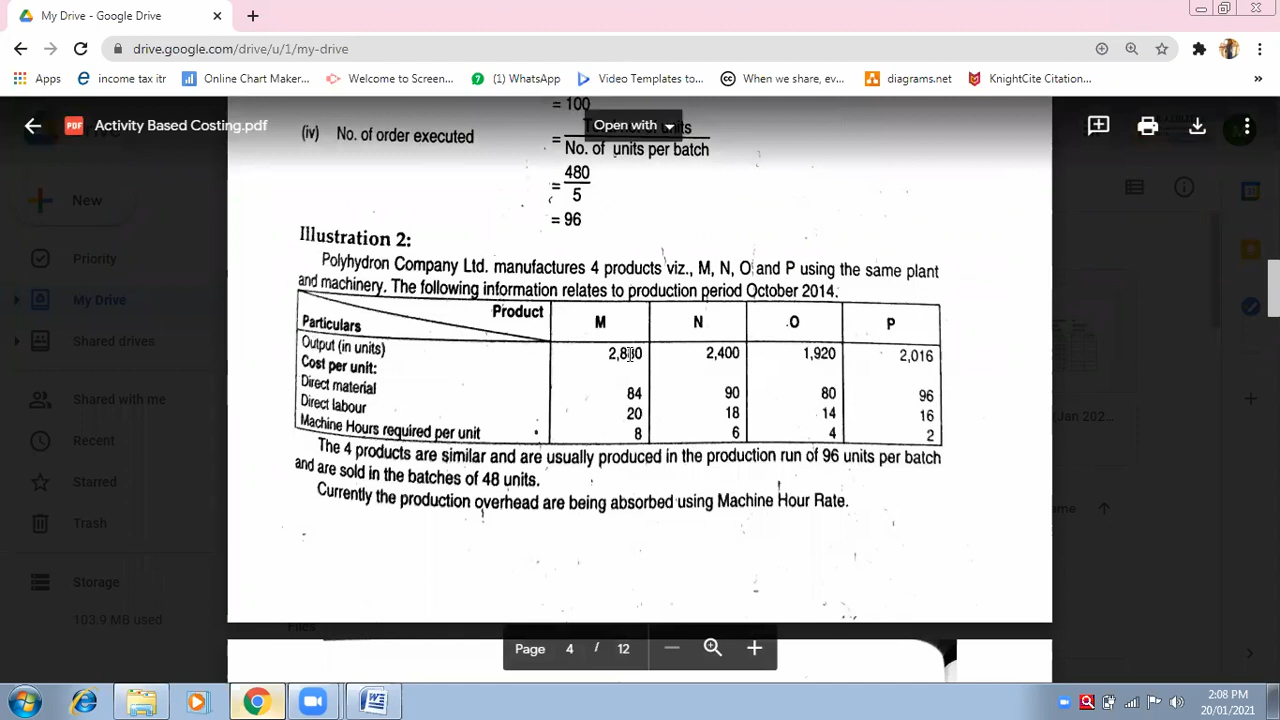 My Drive - Google Drive
drive.google.com/drive/u/1/my-drive
Apps income tax itr Online Chart Maker... Welcome to Screen... (1) WhatsApp Video Templates to... When we share, ev... diagrams.net KnightCite Citation... »
Activity Based Costing.pdf
Open with
New
Priority
My Drive
Shared drives
Shared with me
Recent
Starred
Trash
Storage
103.9 MB used
= 100
(iv) No. of order executed
=
No. of units per batch
= 480
5
= 96
Illustration 2:
Polyhydron Company Ltd. manufactures 4 products viz., M, N, O and P using the same plant
and machinery. The following information relates to production period October 2014.
Product M N O P
Particulars
Output (in units) 2,400 1,920 2,016
Cost per unit:
Direct material 84 90 80 96
Direct labour 20 18 14 16
Machine Hours required per unit 8 6 4 2
The 4 products are similar and are usually produced in the production run of 96 units per batch
and are sold in the batches of 48 units.
Currently the production overhead are being absorbed using Machine Hour Rate.
Page 4 / 12
2:08 PM
20/01/2021